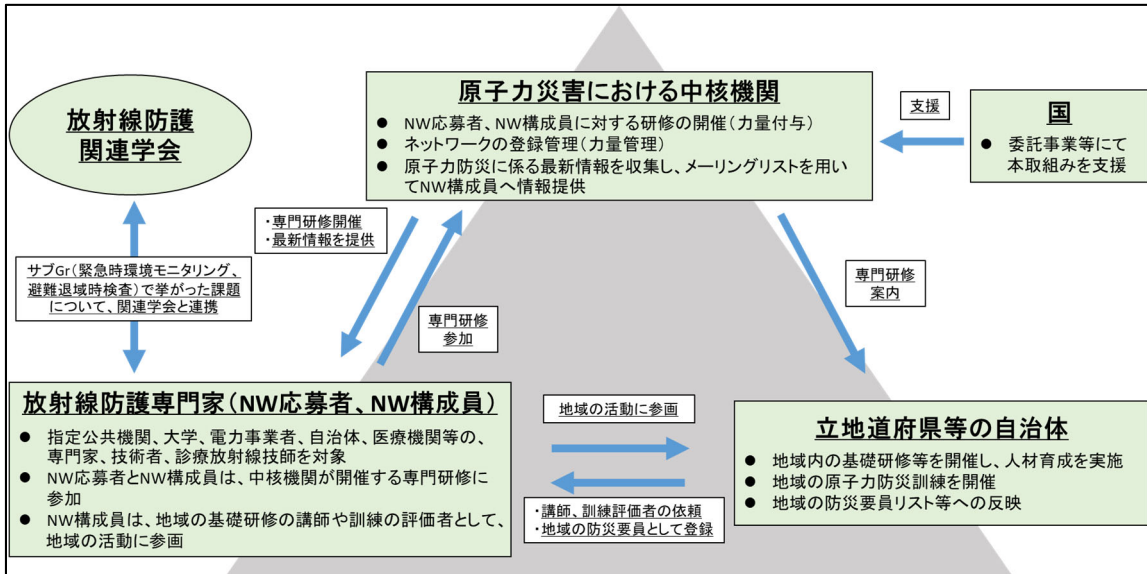 原子力災害における中核機関
● NW応募者、NW構成員に対する研修の開催(力量付与)
● ネットワークの登録管理(力量管理)
● 原子力防災に係る最新情報を収集し、メーリングリストを用い
てNW構成員へ情報提供
放射線防護
関連学会
支援
国
● 委託事業等にて
本取組みを支援
・専門研修開催
・最新情報を提供
サブGr(緊急時環境モニタリング、
避難退域時検査)で挙がった課題
について、関連学会と連携
専門研修
参加
専門研修
案内
放射線防護専門家(NW応募者、NW構成員)
● 指定公共機関、大学、電力事業者、自治体、医療機関等の、
専門家、技術者、診療放射線技師を対象
● NW応募者とNW構成員は、中核機関が開催する専門研修に
参加
● NW構成員は、地域の基礎研修の講師や訓練の評価者として、
地域の活動に参画
地域の活動に参画
・講師、訓練評価者の依頼
・地域の防災要員として登録
立地道府県等の自治体
● 地域内の基礎研修等を開催し、人材育成を実施
● 地域の原子力防災訓練を開催
● 地域の防災要員リスト等への反映